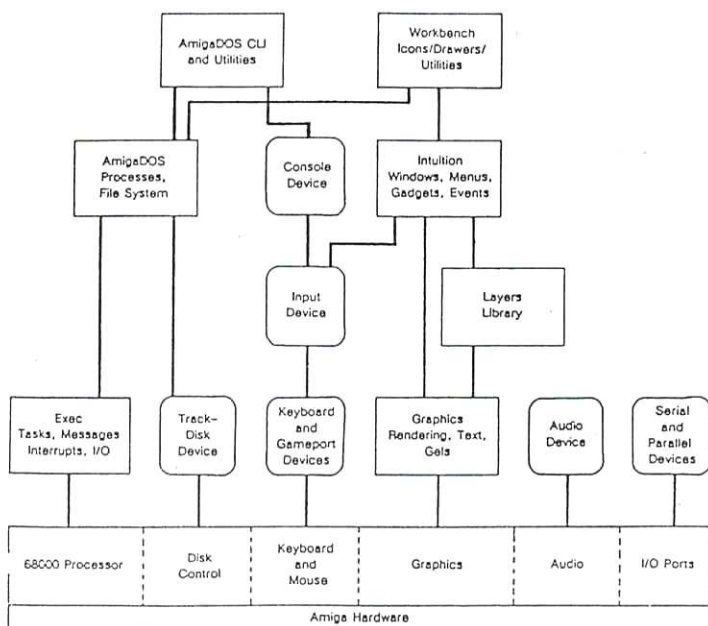 AmigaDOS CLI
and Utilities
Workbench
Icons/Drawers/
Utilities
AmigaDOS
Processes,
File System
Console
Device
Intuition
Windows, Menus,
Gadgets, Events
Input
Device
Layers
Library
Exec
Tasks, Messages
Interrupts, I/O
Track-
Disk
Device
Keyboard
and
Gameport
Devices
Graphics
Rendering, Text,
Gels
Audio
Device
Serial
and
Parallel
Devices
68000 Processor
Disk
Control
Keyboard
and
Mouse
Graphics
Audio
I/O Ports
Amiga Hardware